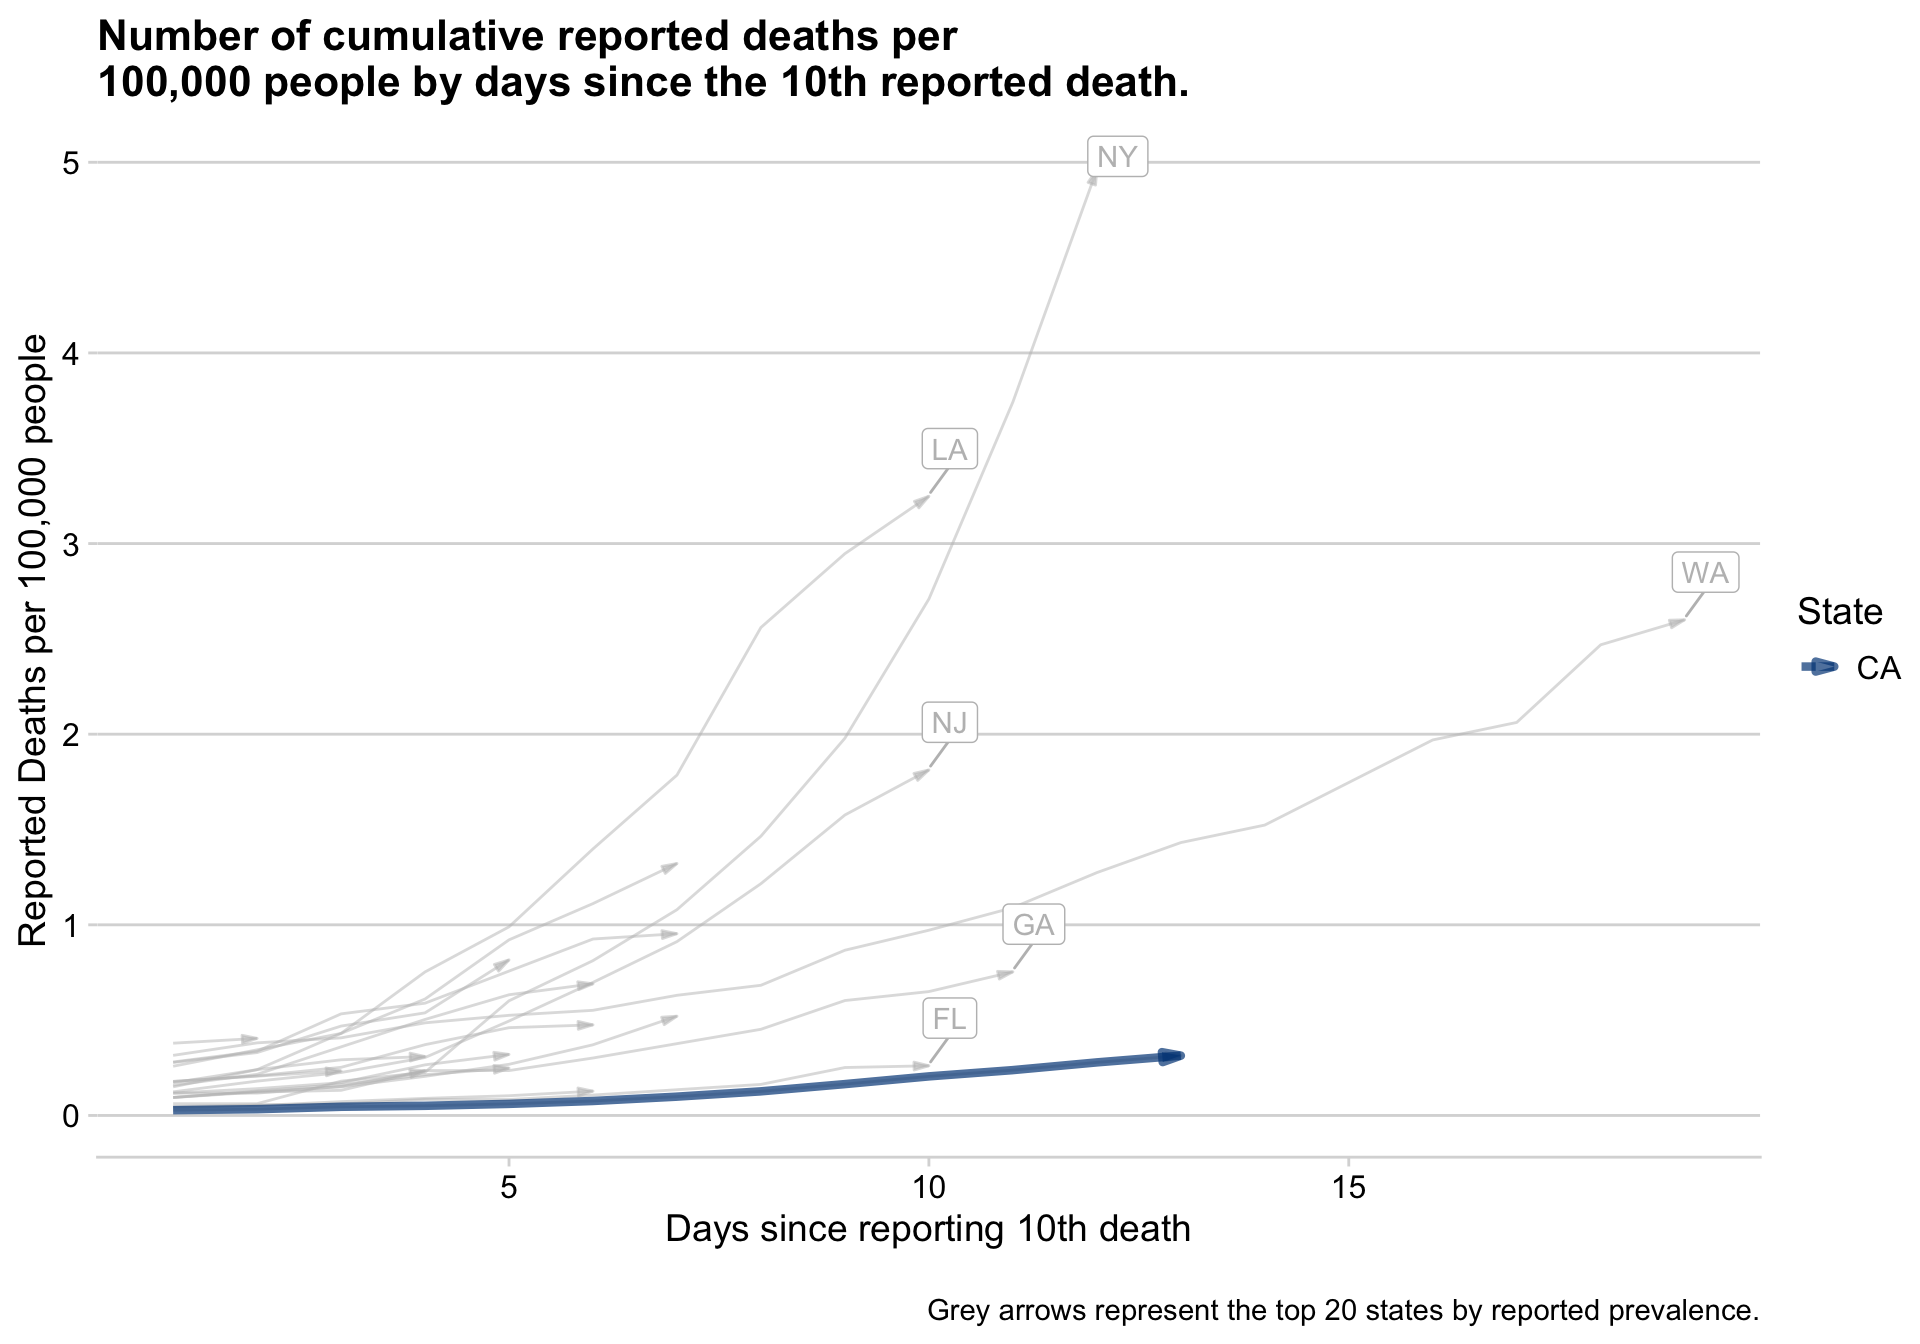 Number of cumulative reported deaths per
100,000 people by days since the 10th reported death.
Reported Deaths per 100,000 people
5
4
3
2
1
0
NY
LA
WA
NJ
GA
FL
State
CA
5
10
15
Days since reporting 10th death
Grey arrows represent the top 20 states by reported prevalence.